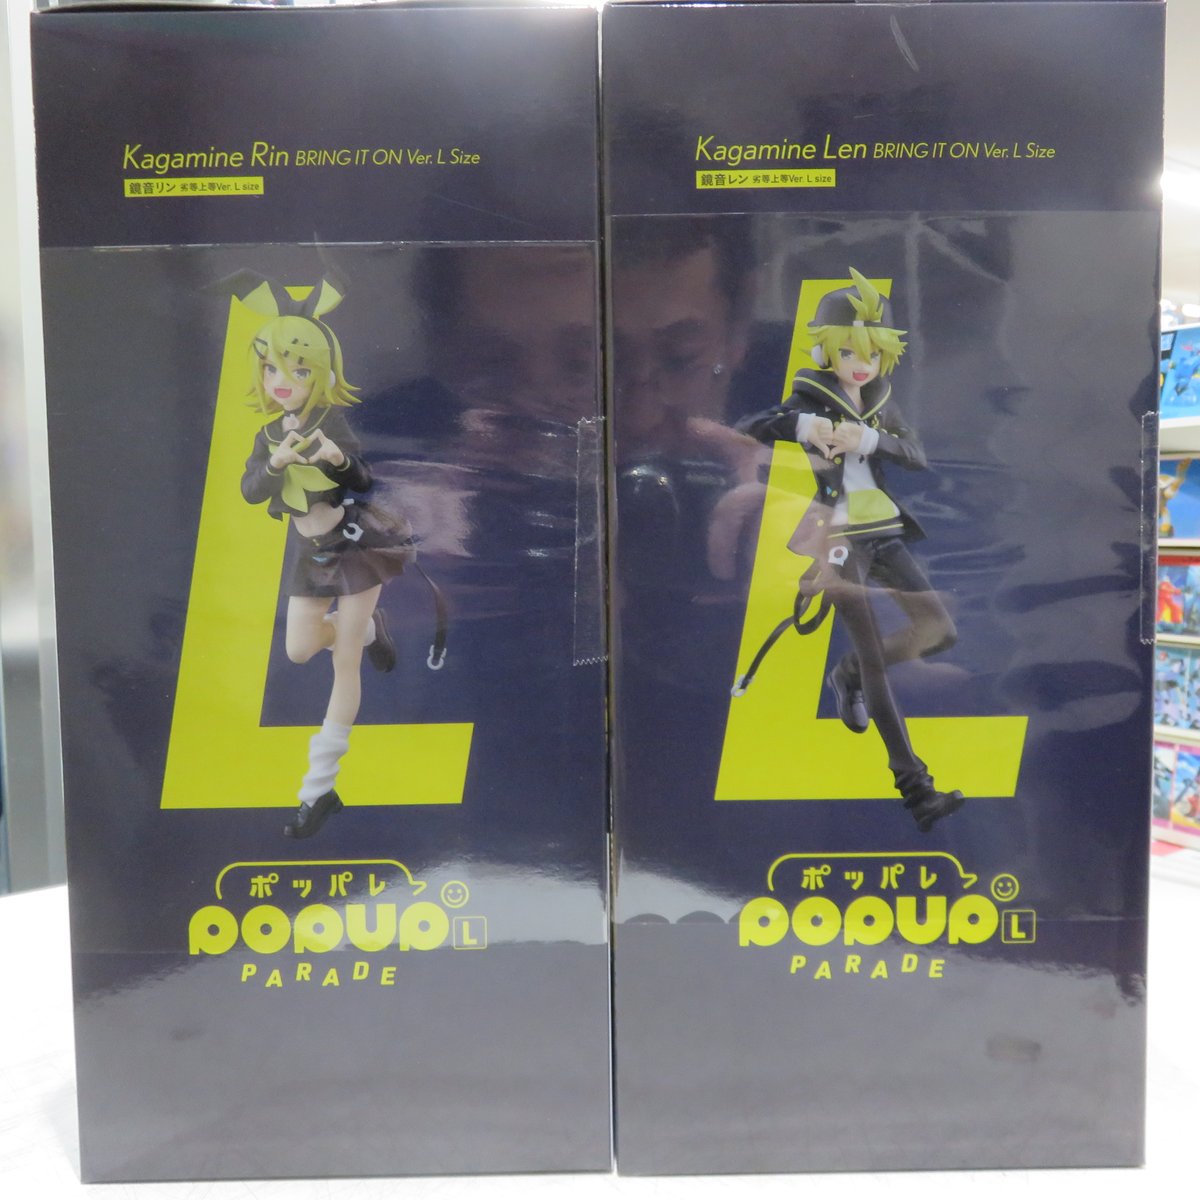 Kagamine Rin BRING IT ON Ver. L Size
鏡音リン 劣等上等Ver. L size
ポッパレ
POPUP L
PARADE
Kagamine Len BRING IT ON Ver. L Size
鏡音レン 劣等上等Ver. L size
ポッパレ
POPUP L
PARADE